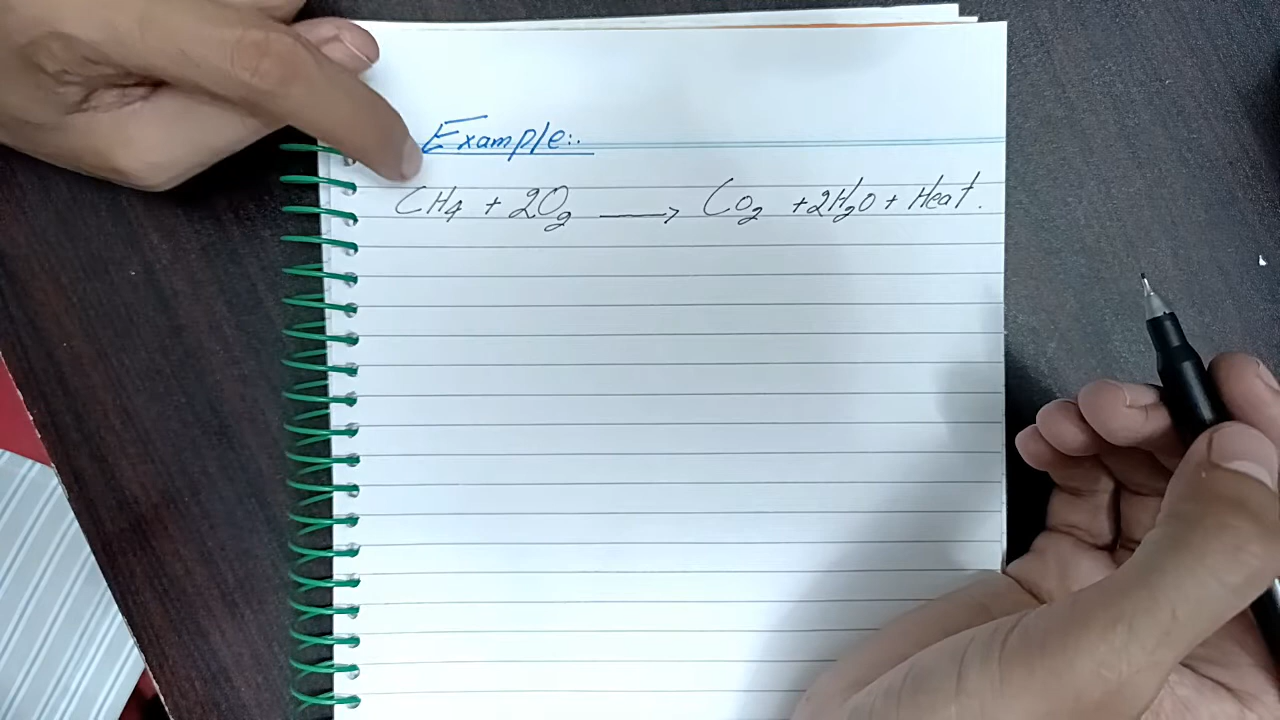 Example:.
CH4 + 2O2 → Co2 + 2H2O + Heat.